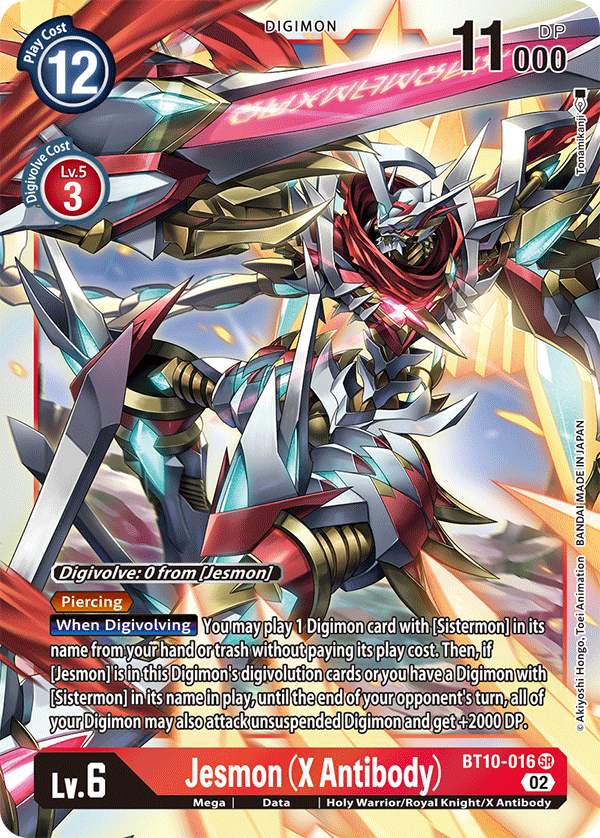 DIGIMON
Play Cost
12
11000
DP
Digivolve Cost
Lv.5
3
Tonamikanji
Digivolve: 0 from [Jesmon]
Piercing
When Digivolving You may play 1 Digimon card with [Sistermon] in its
name from your hand or trash without paying its play cost. Then, if
[Jesmon] is in this Digimon's digivolution cards or you have a Digimon with
[Sistermon] in its name in play, until the end of your opponent's turn, all of
your Digimon may also attack unsuspended Digimon and get +2000 DP.
© Akiyoshi Hongo, Toei Animation BANDAI MADE IN JAPAN
Lv.6
Jesmon (X Antibody)
BT10-016 SR
02
Mega | Data | Holy Warrior/Royal Knight/X Antibody